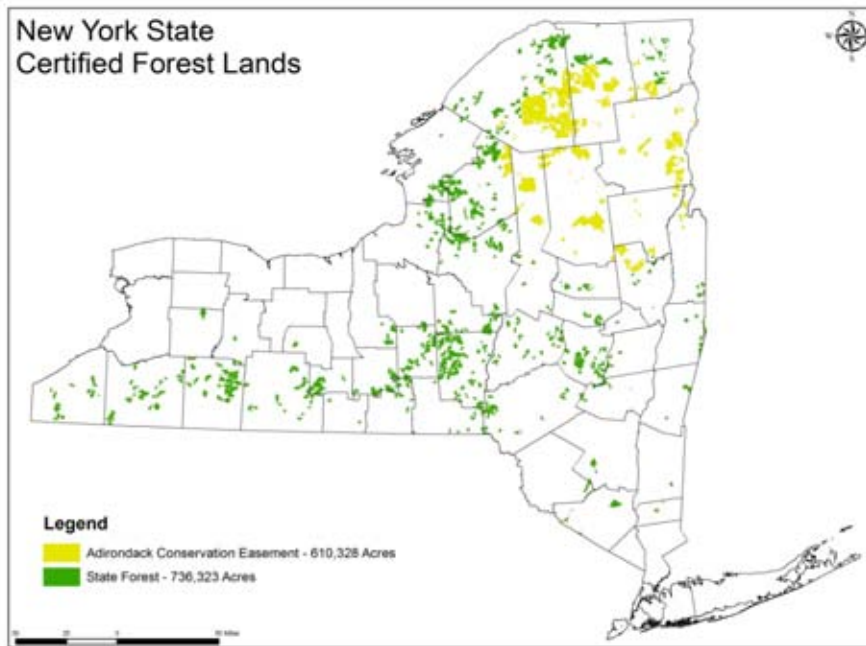 New York State
Certified Forest Lands
N
W
S
Legend
Adirondack Conservation Easement - 610,328 Acres
State Forest - 736,323 Acres